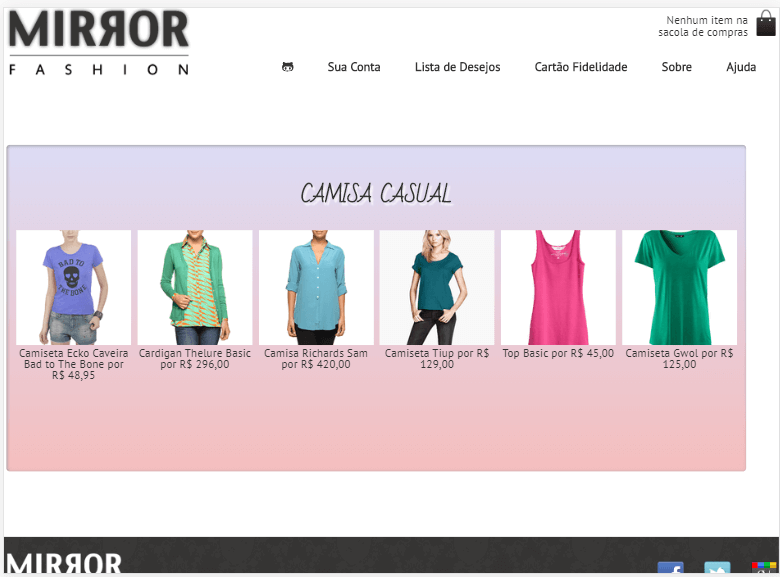 MIRЯOR
FASHION
Nenhum item na
sacola de compras
Sua Conta
Lista de Desejos
Cartão Fidelidade
Sobre
Ajuda
CAMISA CASUAL
BAD TO
THE BONE
Camiseta Ecko Caveira
Bad to The Bone por
R$ 48,95
Cardigan Thelure Basic
por R$ 296,00
Camisa Richards Sam
por R$ 420,00
Camiseta Tiup por R$
129,00
Top Basic por R$ 45,00
Camiseta Gwol por R$
125,00
MIRЯOR